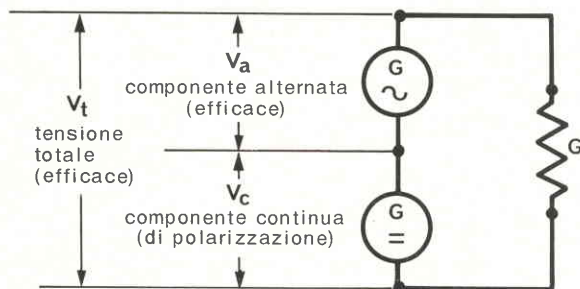 Va
componente alternata
(efficace)
Vt
tensione
totale
(efficace)
Vc
componente continua
(di polarizzazione)
G
~
G
=
G